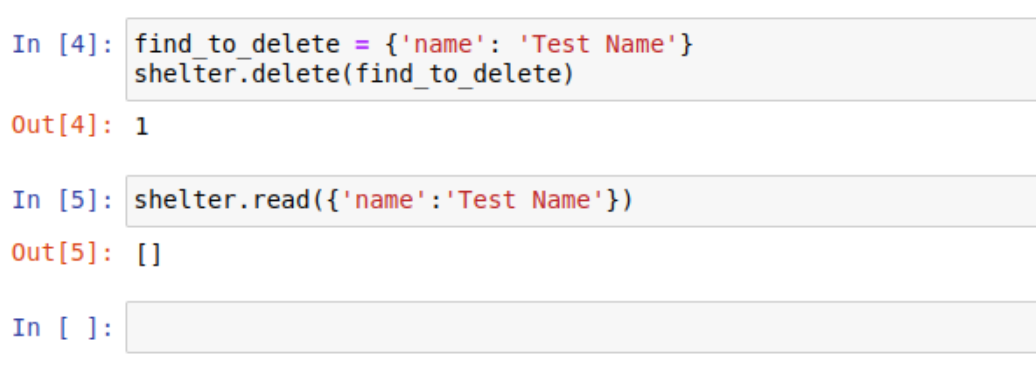 In [4]: find_to_delete = {'name': 'Test Name'}
shelter.delete(find_to_delete)
Out[4]: 1
In [5]: shelter.read({'name':'Test Name'})
Out[5]: []
In [ ]: